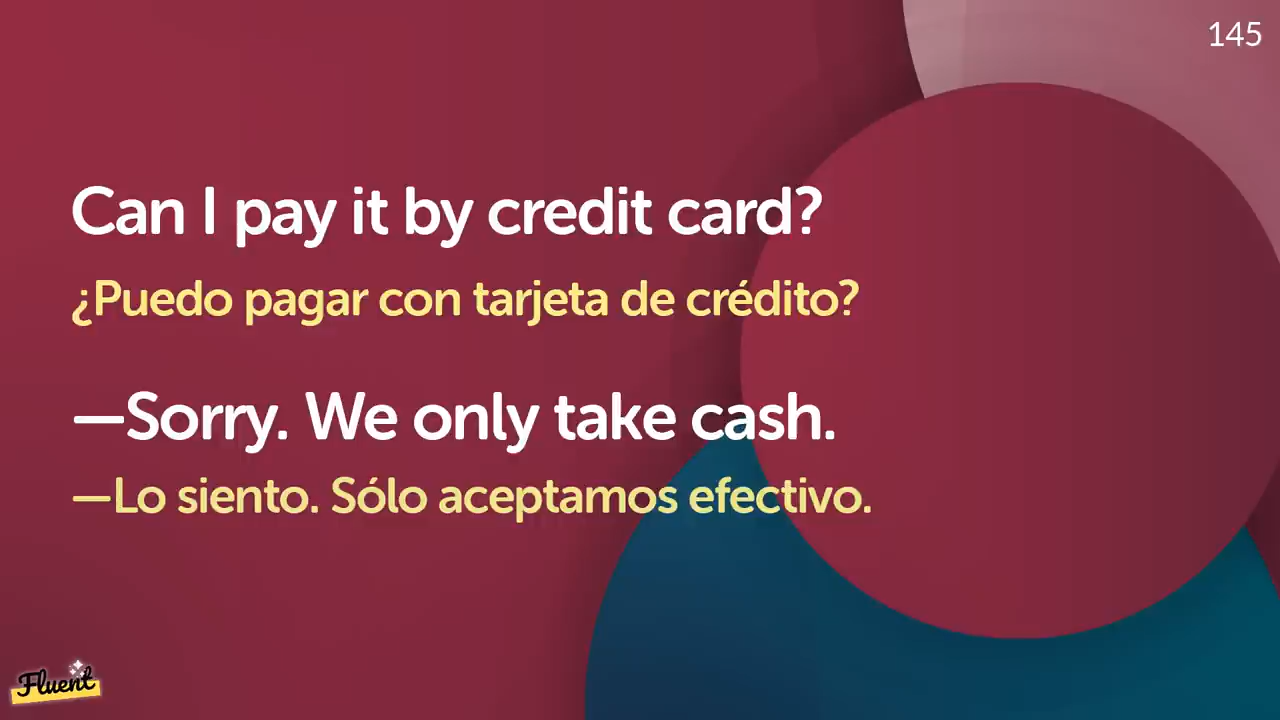 145
Can I pay it by credit card?
¿Puedo pagar con tarjeta de crédito?
—Sorry. We only take cash.
—Lo siento. Sólo aceptamos efectivo.
Fluent